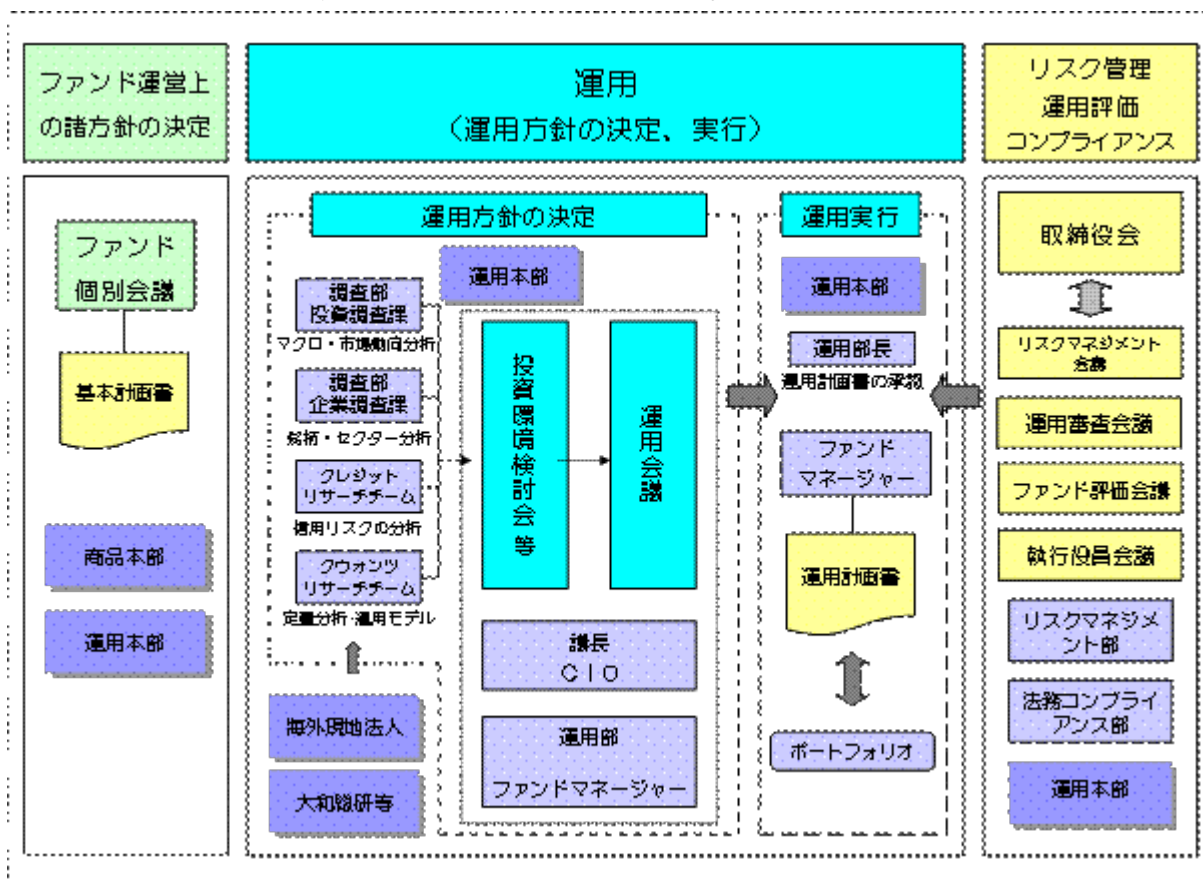 ファンド運営上
の諸方針の決定
運用
（運用方針の決定、実行）
リスク管理
運用評価
コンプライアンス
ファンド
個別会議
基本計画書
商品本部
運用本部
運用方針の決定
運用本部
調査部
投資調査課
マクロ・市場動向分析
調査部
企業調査課
銘柄・セクター分析
クレジット
リサーチチーム
信用リスクの分析
クウォンツ
リサーチチーム
定量分析・運用モデル
海外現地法人
大和総研等
投資環境検討会等
運用会議
議長
ＣＩＯ
運用部
ファンドマネージャー
運用実行
運用本部
運用部長
運用計画書の承認
ファンド
マネージャー
運用計画書
ポートフォリオ
取締役会
リスクマネジメント
会議
運用審査会議
ファンド評価会議
執行役員会議
リスクマネジメ
ント部
法務コンプライ
アンス部
運用本部